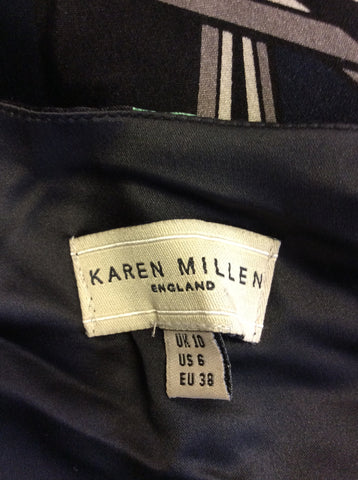 KAREN MILLEN
ENGLAND
UK 10
US 6
EU 38